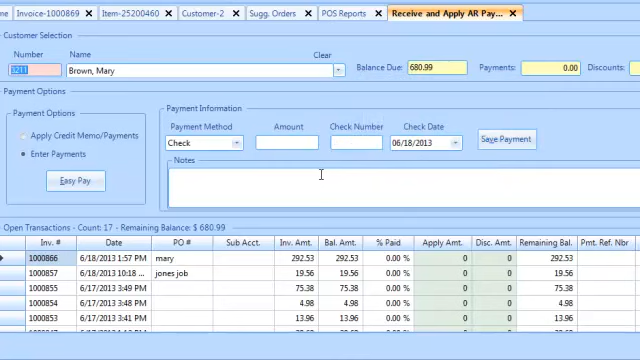 me Invoice-1000869 Item-25200460 Customer-2 Sugg. Orders POS Reports Receive and Apply AR Pay...
Customer Selection
Number Name Clear
3211 Brown, Mary Balance Due: 680.99 Payments: 0.00 Discounts:
Payment Options
Payment Options Payment Information
Payment Method Amount Check Number Check Date
Apply Credit Memo/Payments Check 06/18/2013 Save Payment
Enter Payments Notes
Easy Pay
Open Transactions - Count: 17 - Remaining Balance: $ 680.99
Inv. # Date PO # Sub Acct. Inv. Amt. Bal. Amt. % Paid Apply Amt. Disc. Amt. Remaining Bal. Pmt. Ref. Nbr
1000866 6/18/2013 1:57 PM mary 292.53 292.53 0.00 % 0 0 292.53
1000857 6/18/2013 10:18 ... jones job 19.56 19.56 0.00 % 0 0 19.56
1000855 6/17/2013 3:49 PM 75.38 75.38 0.00 % 0 0 75.38
1000854 6/17/2013 3:48 PM 4.98 4.98 0.00 % 0 0 4.98
1000853 6/17/2013 3:41 PM 13.96 13.96 0.00 % 0 0 13.96